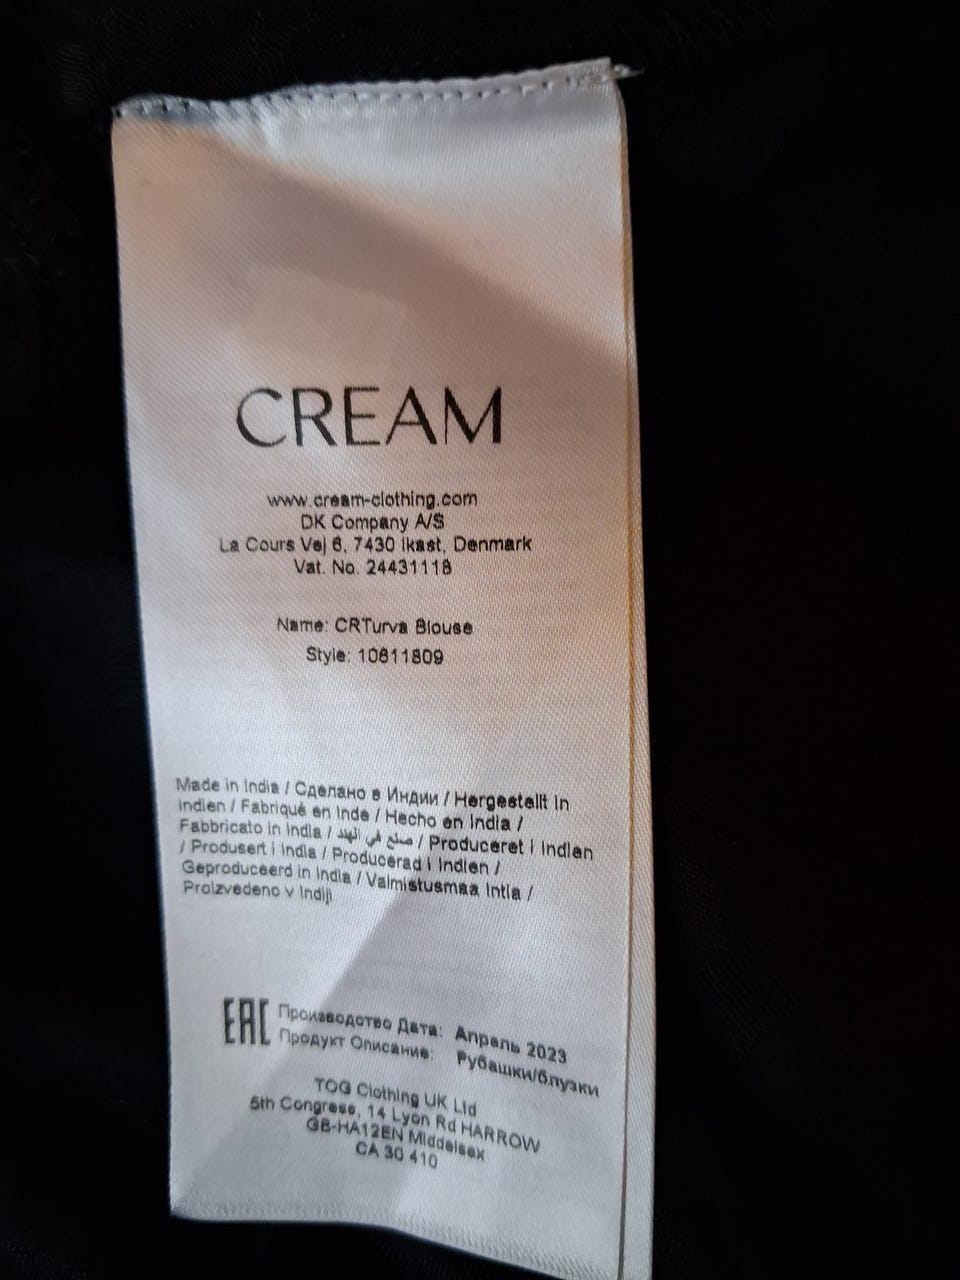 CREAM
www.cream-clothing.com
DK Company A/S
La Cours Vej 6, 7430 Ikast, Denmark
Vat. No. 24431118
Name: CRTurva Blouse
Style: 10611809
Made in India / Сделано в Индии / Hergestellt in
Indien / Fabriqué en Inde / Hecho en India /
Fabbricato in India / صنع في الهند / Produceret i Indien
/ Produsert i India / Producerad i Indien /
Geproduceerd in India / Valmistusmaa Intia /
Proizvedeno v Indiji
EAC Производство Дата: Апрель 2023
Продукт Описание: Рубашки/блузки
TOG Clothing UK Ltd
5th Congress, 14 Lyon Rd HARROW
GB-HA12EN Middelsex
CA 30 410